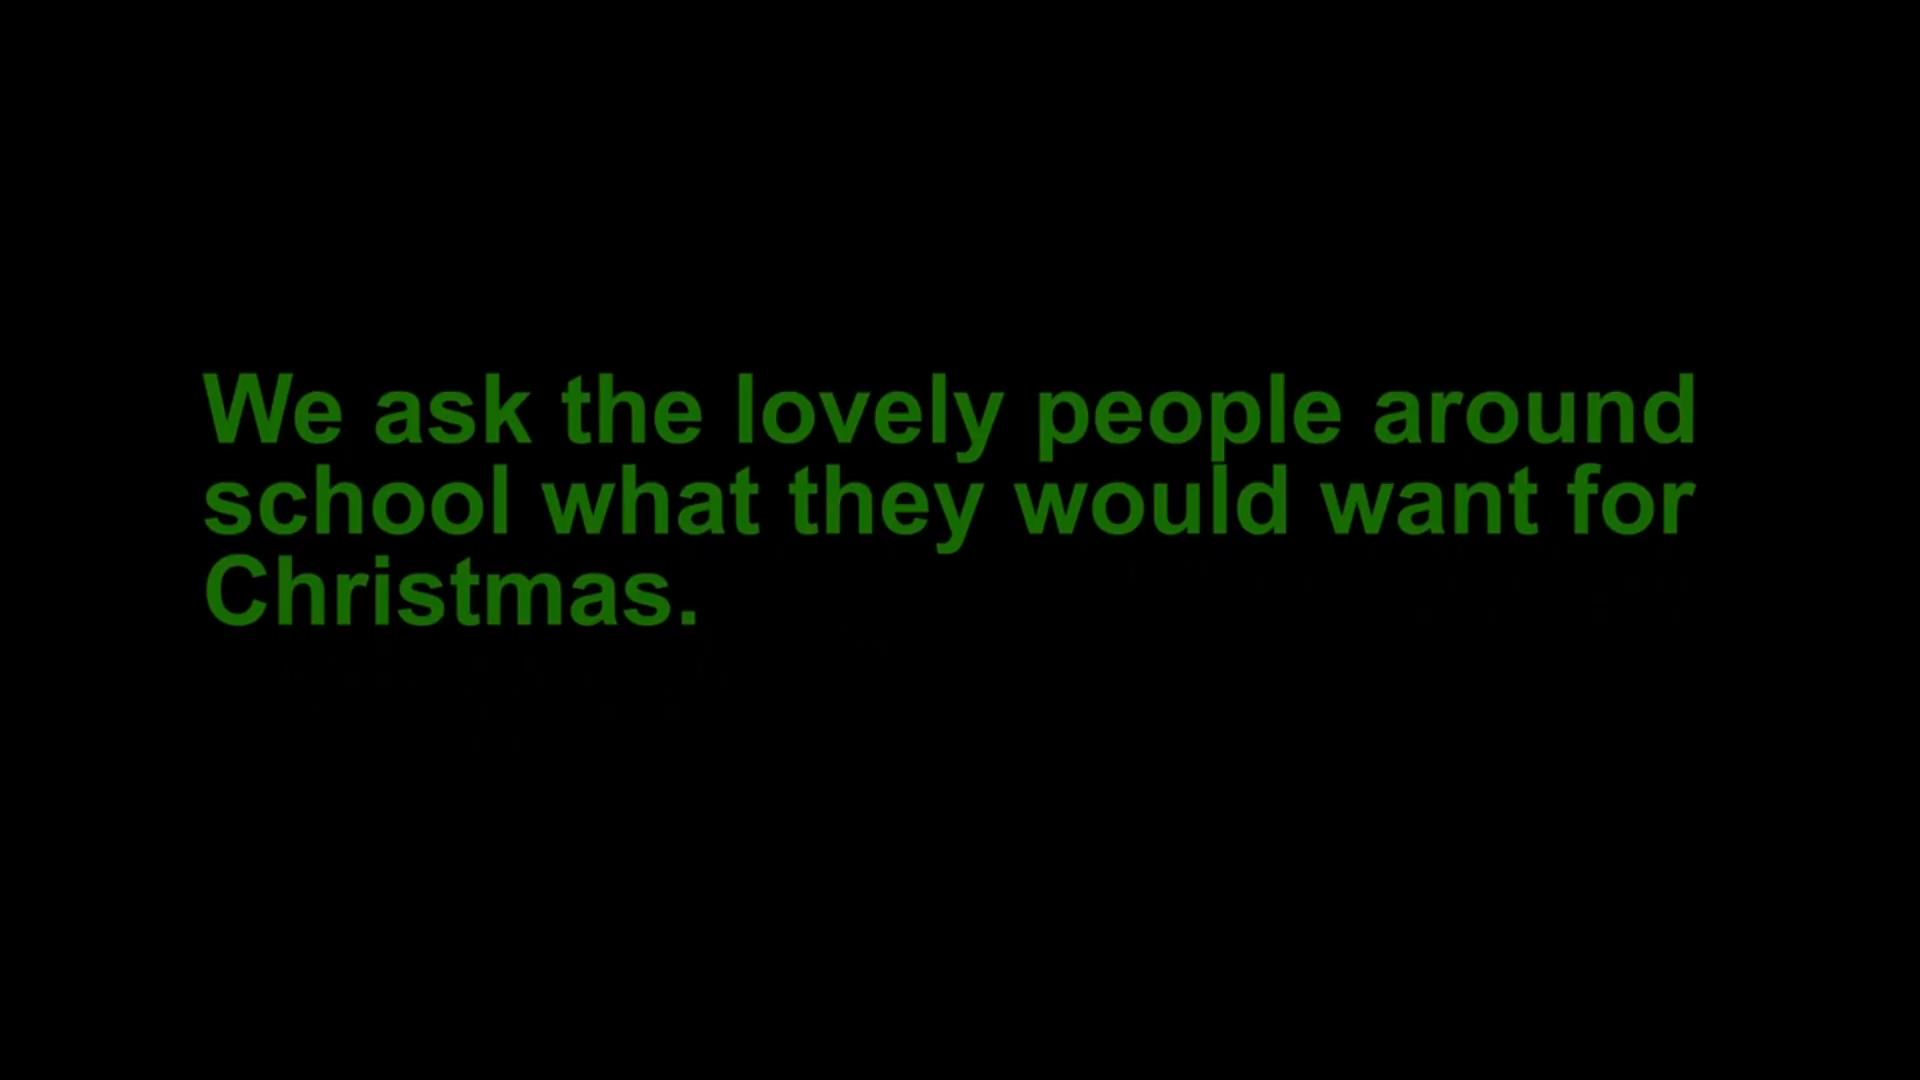 We ask the lovely people around
school what they would want for
Christmas.